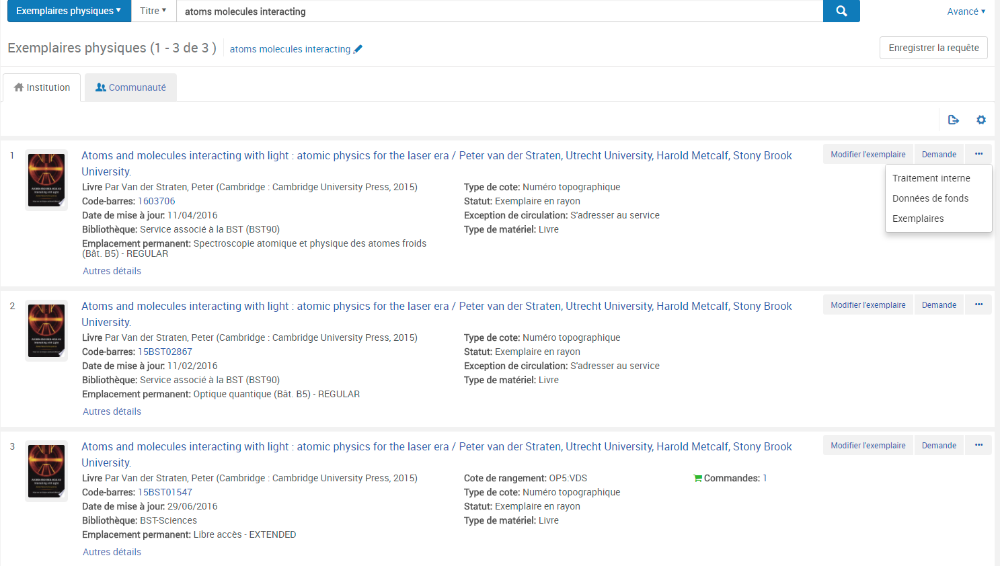 Exemplaires physiques ▾ Titre ▾ atoms molecules interacting Avancé ▾
Exemplaires physiques (1 - 3 de 3 ) atoms molecules interacting Enregistrer la requête
Institution Communauté
1 Atoms and molecules interacting with light : atomic physics for the laser era / Peter van der Straten, Utrecht University, Harold Metcalf, Stony Brook
University.
Modifier l'exemplaire Demande •••
Traitement interne
Données de fonds
Exemplaires
Livre Par Van der Straten, Peter (Cambridge : Cambridge University Press, 2015) Type de cote: Numéro topographique
Code-barres: 1603706 Statut: Exemplaire en rayon
Date de mise à jour: 11/04/2016 Exception de circulation: S'adresser au service
Bibliothèque: Service associé à la BST (BST90) Type de matériel: Livre
Emplacement permanent: Spectroscopie atomique et physique des atomes froids
(Bât. B5) - REGULAR
Autres détails
2 Atoms and molecules interacting with light : atomic physics for the laser era / Peter van der Straten, Utrecht University, Harold Metcalf, Stony Brook
University.
Modifier l'exemplaire Demande •••
Livre Par Van der Straten, Peter (Cambridge : Cambridge University Press, 2015) Type de cote: Numéro topographique
Code-barres: 15BST02867 Statut: Exemplaire en rayon
Date de mise à jour: 11/02/2016 Exception de circulation: S'adresser au service
Bibliothèque: Service associé à la BST (BST90) Type de matériel: Livre
Emplacement permanent: Optique quantique (Bât. B5) - REGULAR
Autres détails
3 Atoms and molecules interacting with light : atomic physics for the laser era / Peter van der Straten, Utrecht University, Harold Metcalf, Stony Brook
University.
Modifier l'exemplaire Demande •••
Livre Par Van der Straten, Peter (Cambridge : Cambridge University Press, 2015) Cote de rangement: OP5:VDS Commandes: 1
Code-barres: 15BST01547 Type de cote: Numéro topographique
Date de mise à jour: 29/06/2016 Statut: Exemplaire en rayon
Bibliothèque: BST-Sciences Type de matériel: Livre
Emplacement permanent: Libre accès - EXTENDED
Autres détails